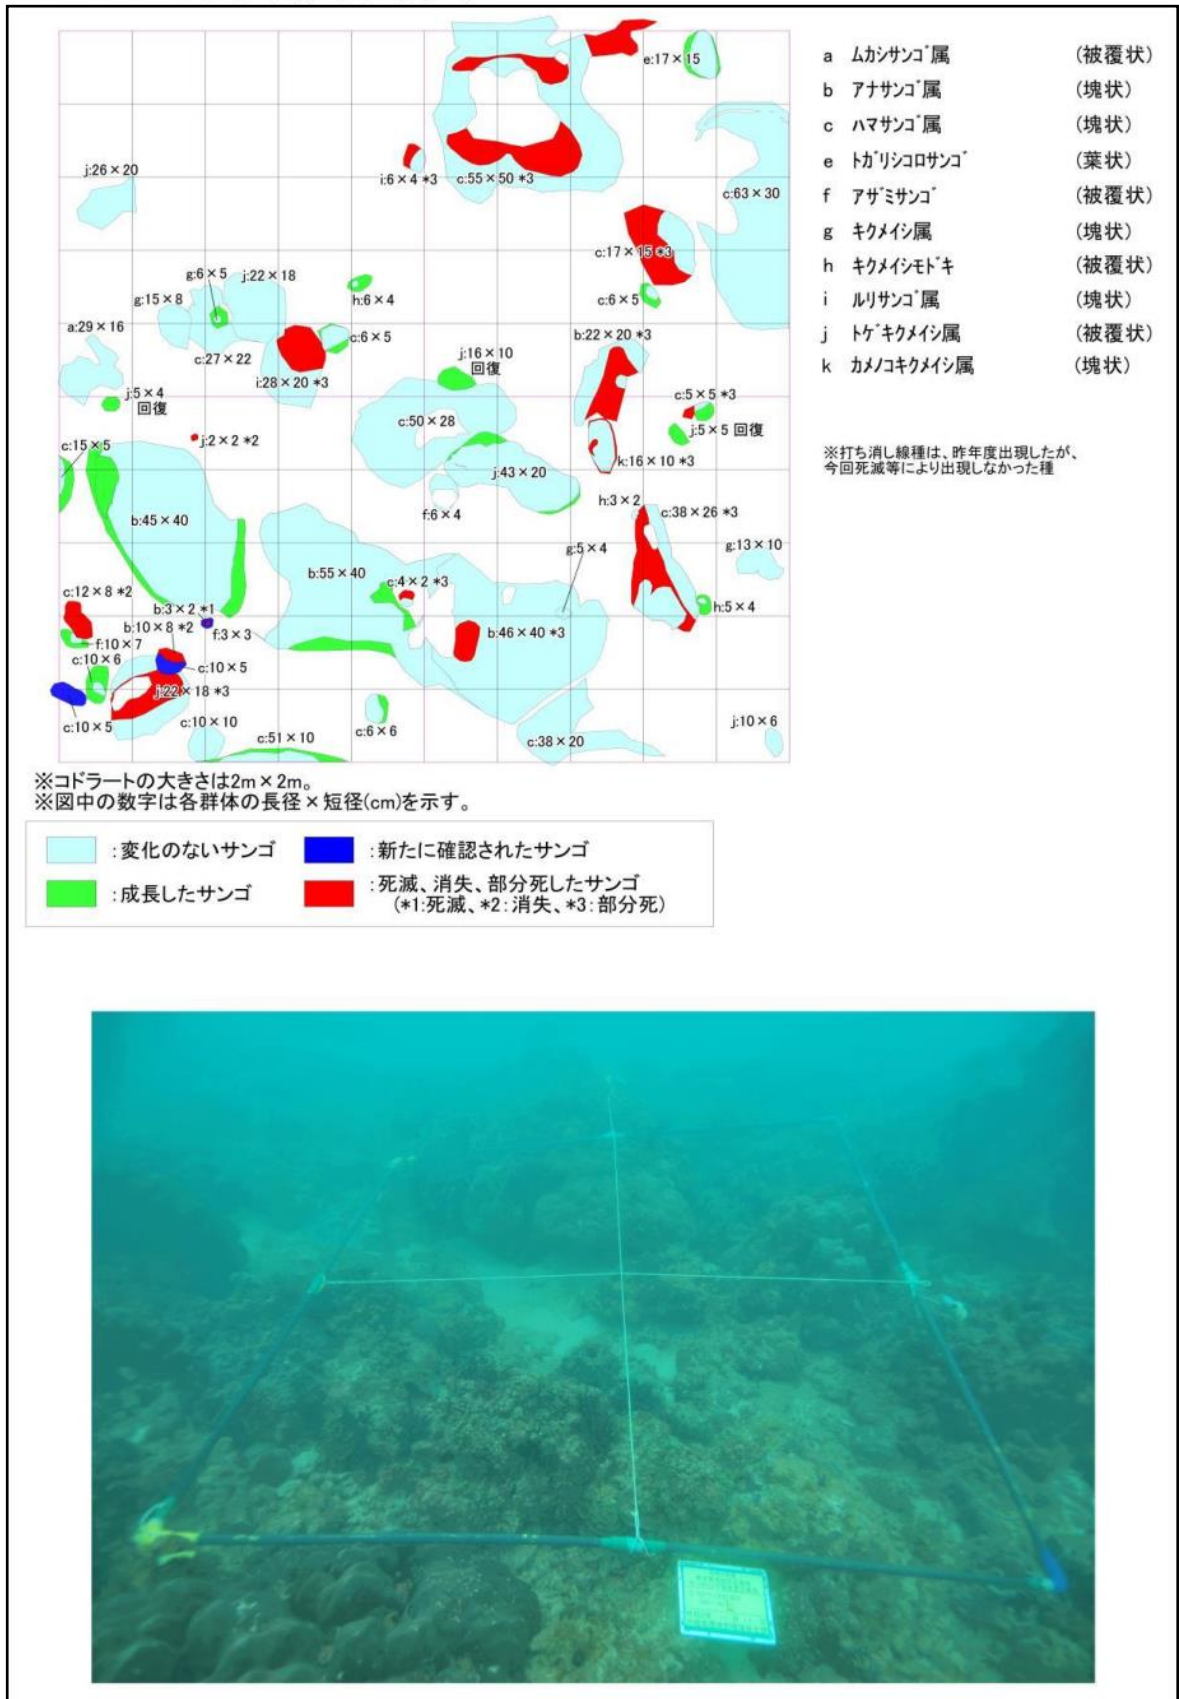 e:17×15
j:26×20
i:6×4 *3
c:55×50 *3
c:63×30
c:17×15 *3
g:6×5
j:22×18
g:15×8
h:6×4
c:6×5
a:29×16
c:6×5
b:22×20 *3
c:27×22
j:16×10
回復
i:28×20 *3
j:5×4
回復
c:5×5 *3
c:50×28
j:5×5 回復
j:2×2 *2
c:15×5
k:16×10 *3
j:43×20
h:3×2
f:6×4
c:38×26 *3
b:45×40
g:5×4
g:13×10
b:55×40
c:4×2 *3
c:12×8 *2
b:3×2 *1
h:5×4
b:10×8 *2
f:3×3
b:46×40 *3
f:10×7
c:10×6
c:10×5
j:22×18 *3
c:10×5
c:10×10
c:6×6
j:10×6
c:51×10
c:38×20
a ムカシサンゴ属 (被覆状)
b アナサンゴ属 (塊状)
c ハマサンゴ属 (塊状)
e トガリシコロサンゴ (葉状)
f アザミサンゴ (被覆状)
g キクメイシ属 (塊状)
h キクメイシモドキ (被覆状)
i ルリサンゴ属 (塊状)
j トゲキクメイシ属 (被覆状)
k カメノコキクメイシ属 (塊状)
※打ち消し線種は、昨年度出現したが、
今回死滅等により出現しなかった種
※コドラートの大きさは2m×2m。
※図中の数字は各群体の長径×短径(cm)を示す。
:変化のないサンゴ
:新たに確認されたサンゴ
:成長したサンゴ
:死滅、消失、部分死したサンゴ
(*1:死滅、*2:消失、*3:部分死)